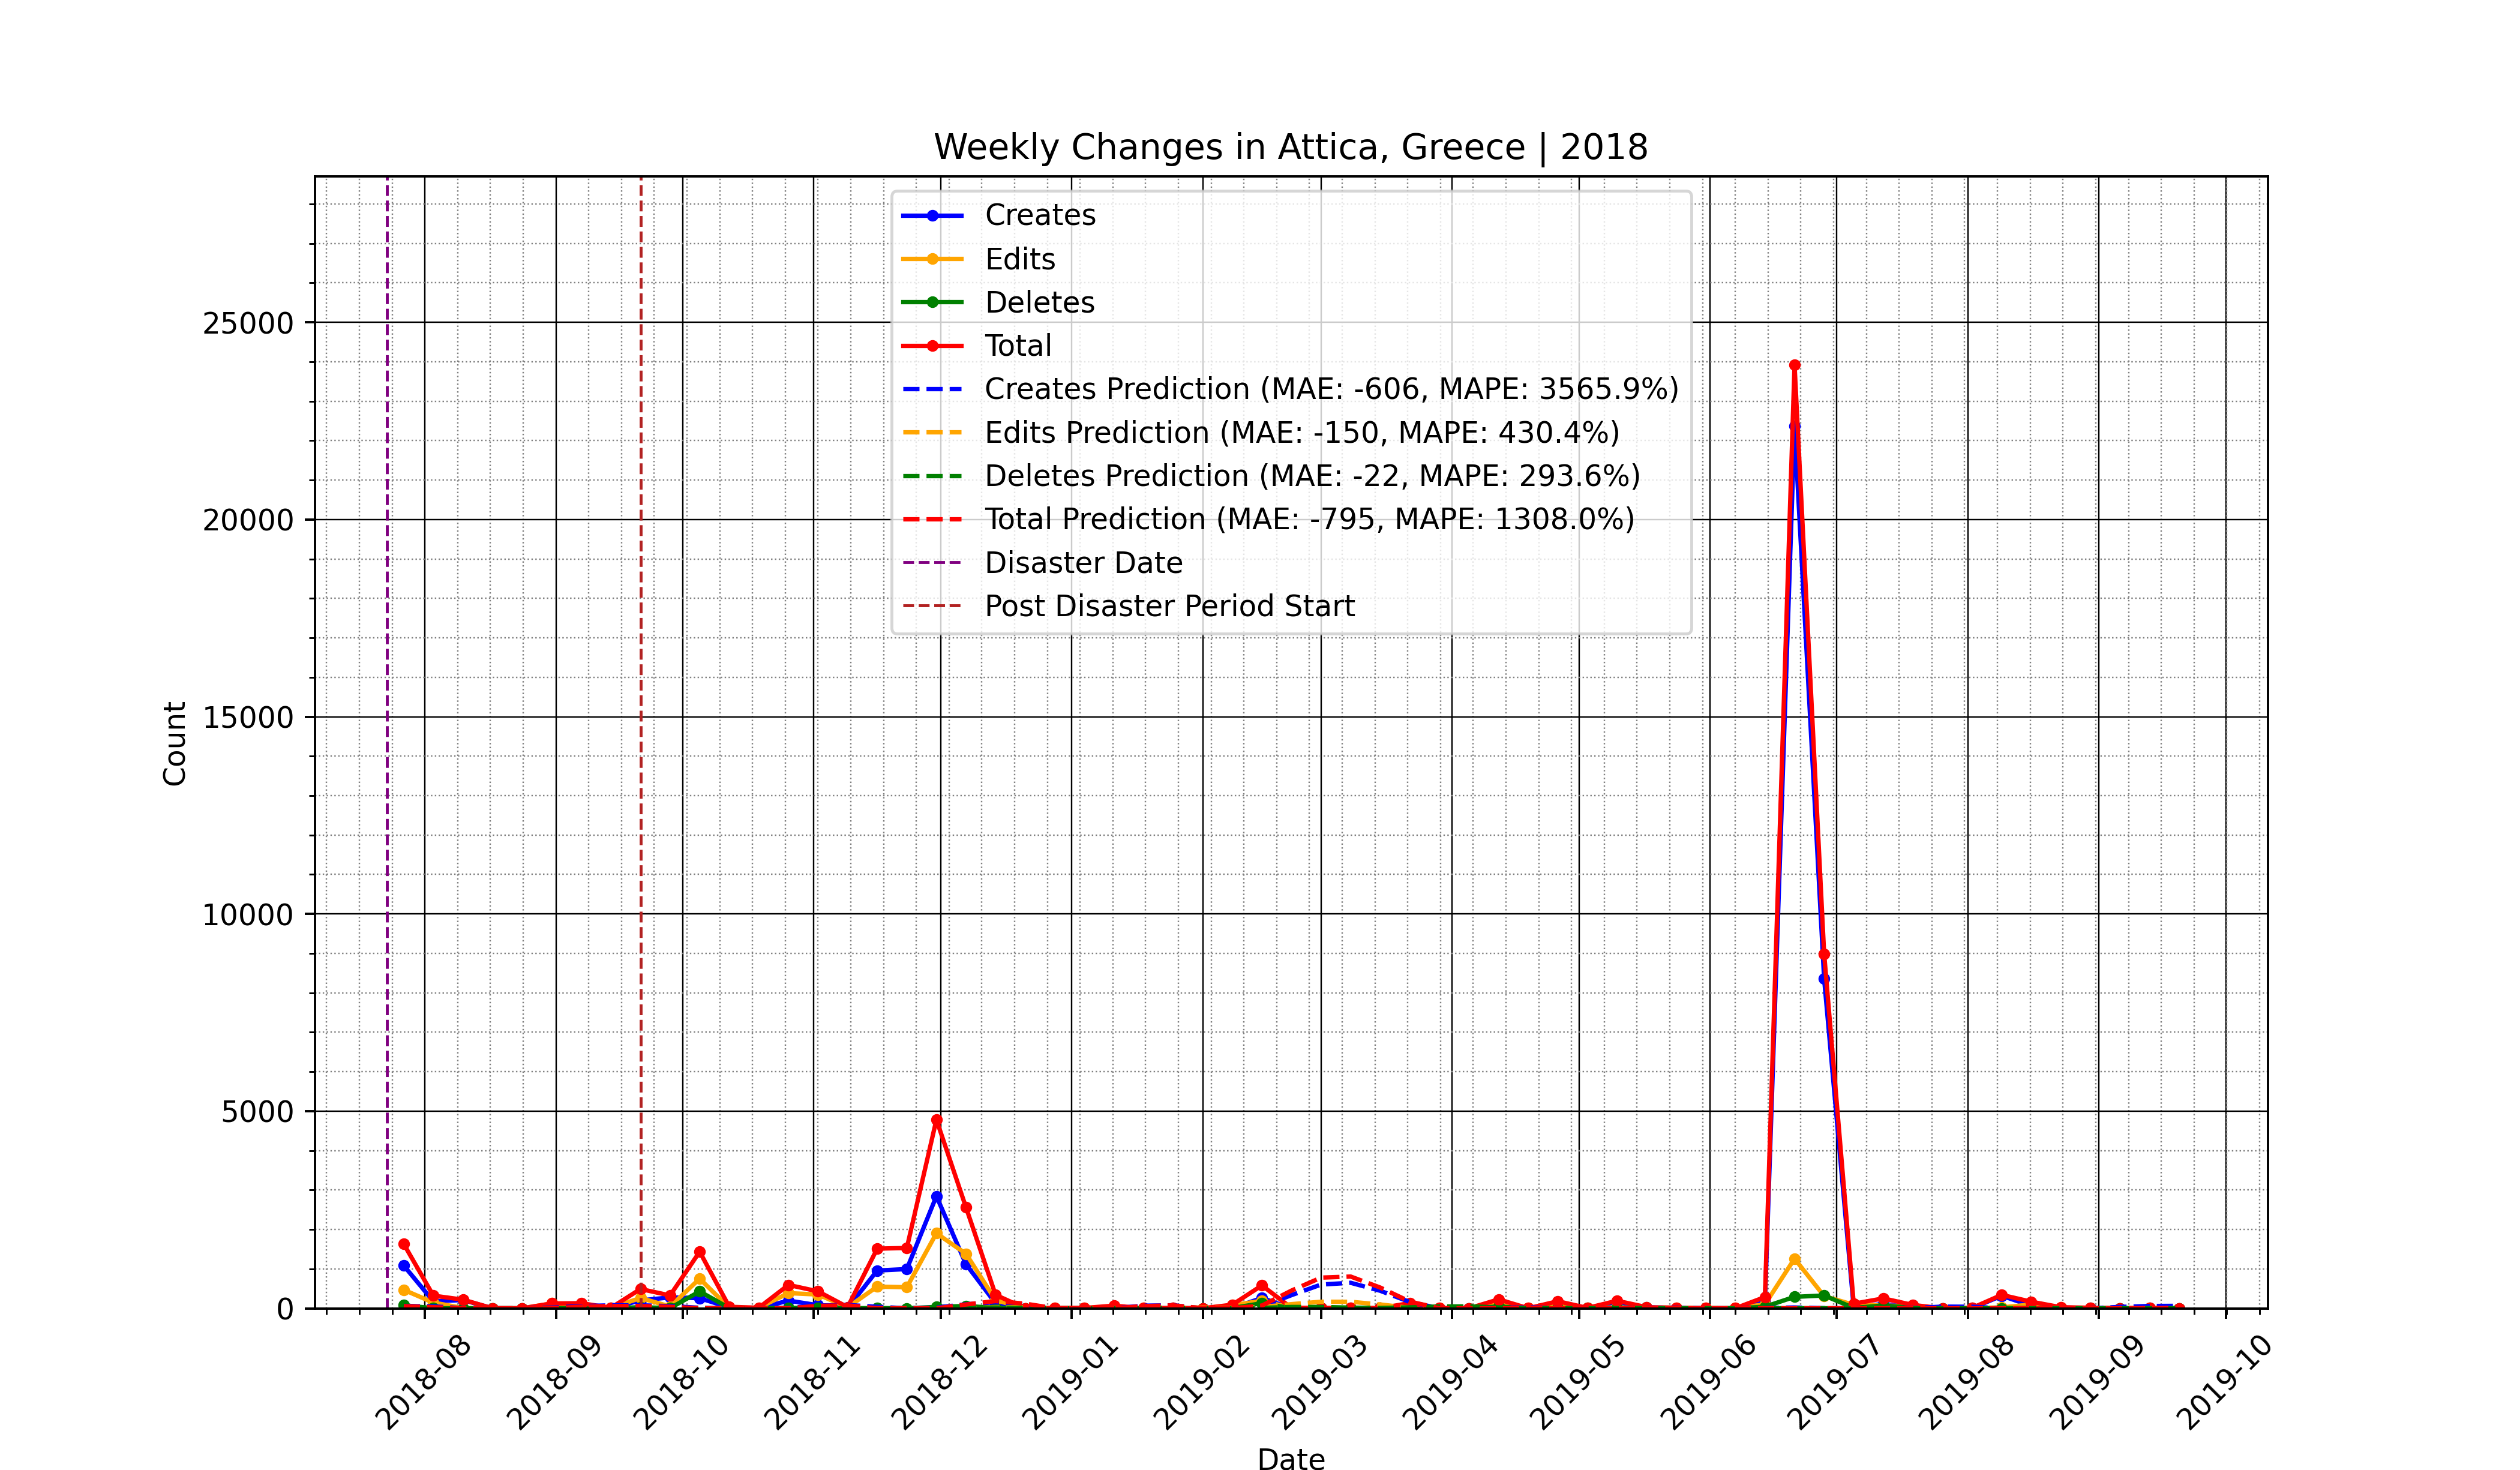 Weekly Changes in Attica, Greece | 2018
Creates
Edits
Deletes
Total
Creates Prediction (MAE: -606, MAPE: 3565.9%)
Edits Prediction (MAE: -150, MAPE: 430.4%)
Deletes Prediction (MAE: -22, MAPE: 293.6%)
Total Prediction (MAE: -795, MAPE: 1308.0%)
Disaster Date
Post Disaster Period Start
Count
25000
20000
15000
10000
5000
0
2018-08
2018-09
2018-10
2018-11
2018-12
2019-01
2019-02
2019-03
2019-04
2019-05
2019-06
2019-07
2019-08
2019-09
2019-10
Date